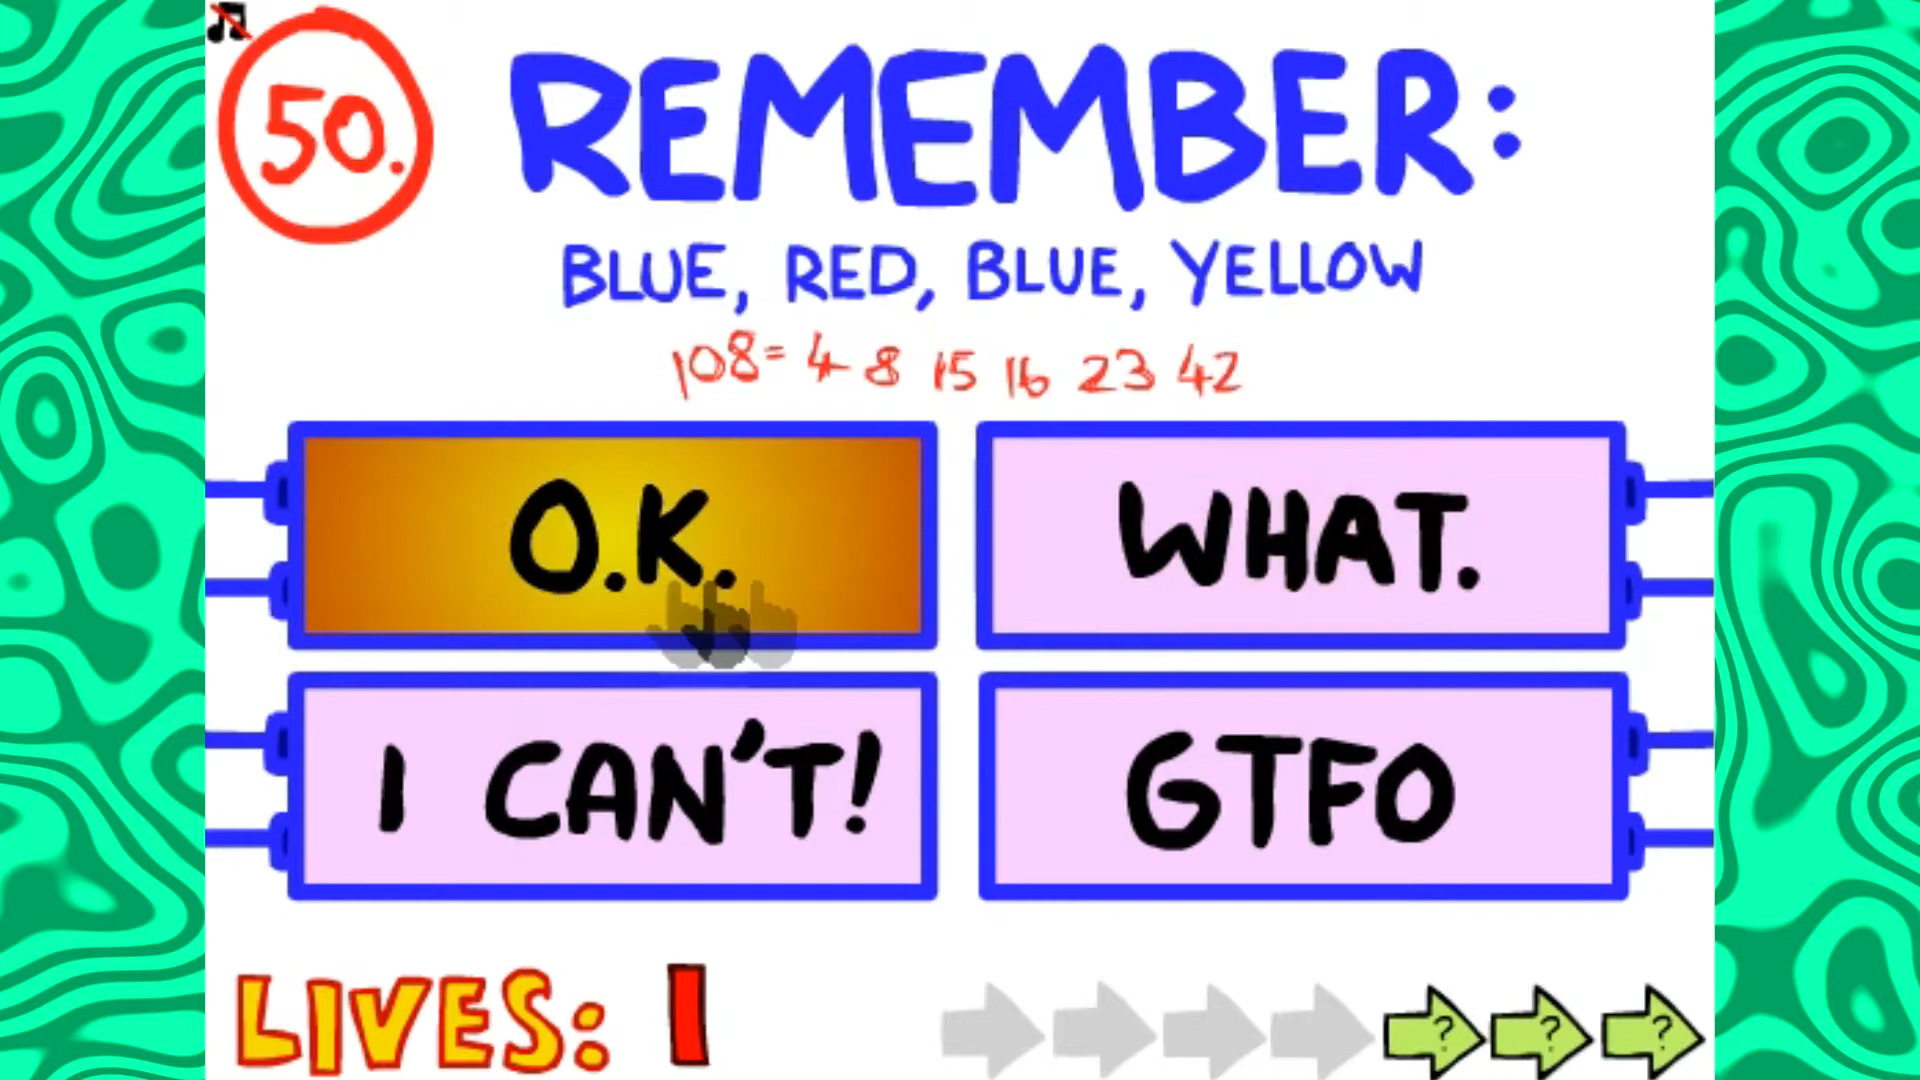 50.
REMEMBER:
BLUE, RED, BLUE, YELLOW
108= 4 8 15 16 23 42
O.K.
WHAT.
I CAN'T!
GTFO
LIVES: 1
? ? ?